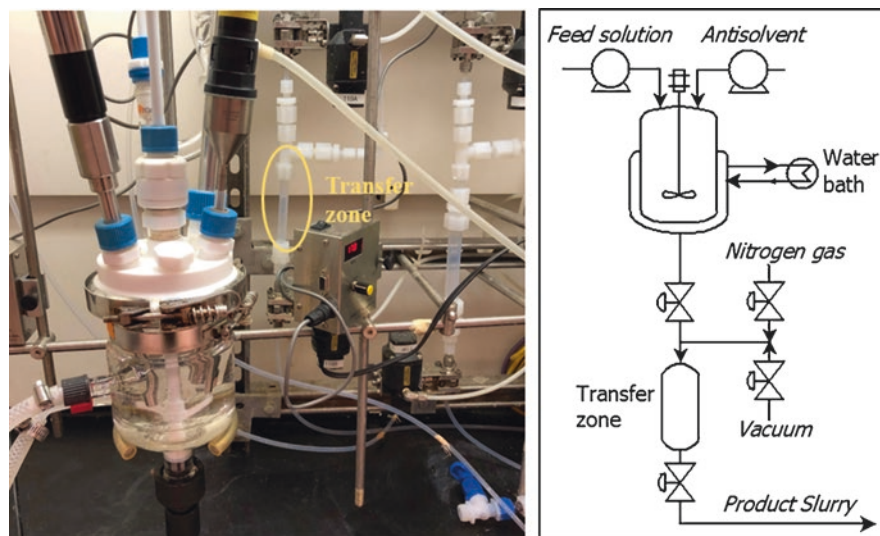 Transfer
zone
Feed solution
Antisolvent
Water
bath
Nitrogen gas
Transfer
zone
Vacuum
Product Slurry